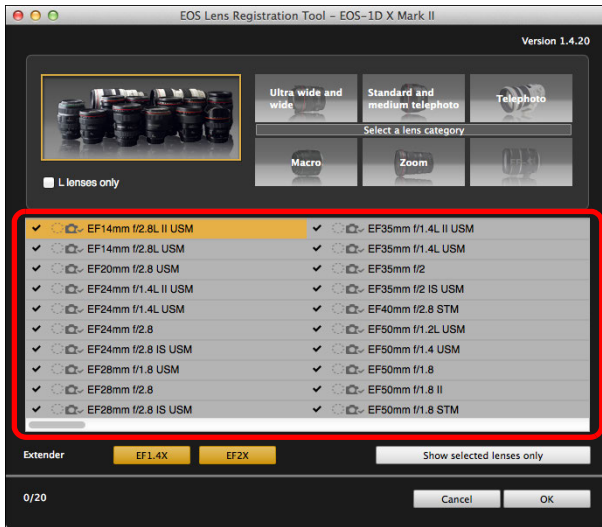 EOS Lens Registration Tool – EOS-1D X Mark II
Version 1.4.20
Ultra wide and wide
Standard and medium telephoto
Telephoto
Select a lens category
Macro
Zoom
L lenses only
EF14mm f/2.8L II USM
EF14mm f/2.8L USM
EF20mm f/2.8 USM
EF24mm f/1.4L II USM
EF24mm f/1.4L USM
EF24mm f/2.8
EF24mm f/2.8 IS USM
EF28mm f/1.8 USM
EF28mm f/2.8
EF28mm f/2.8 IS USM
EF35mm f/1.4L II USM
EF35mm f/1.4L USM
EF35mm f/2
EF35mm f/2 IS USM
EF40mm f/2.8 STM
EF50mm f/1.2L USM
EF50mm f/1.4 USM
EF50mm f/1.8
EF50mm f/1.8 II
EF50mm f/1.8 STM
Extender
EF1.4X
EF2X
Show selected lenses only
0/20
Cancel
OK